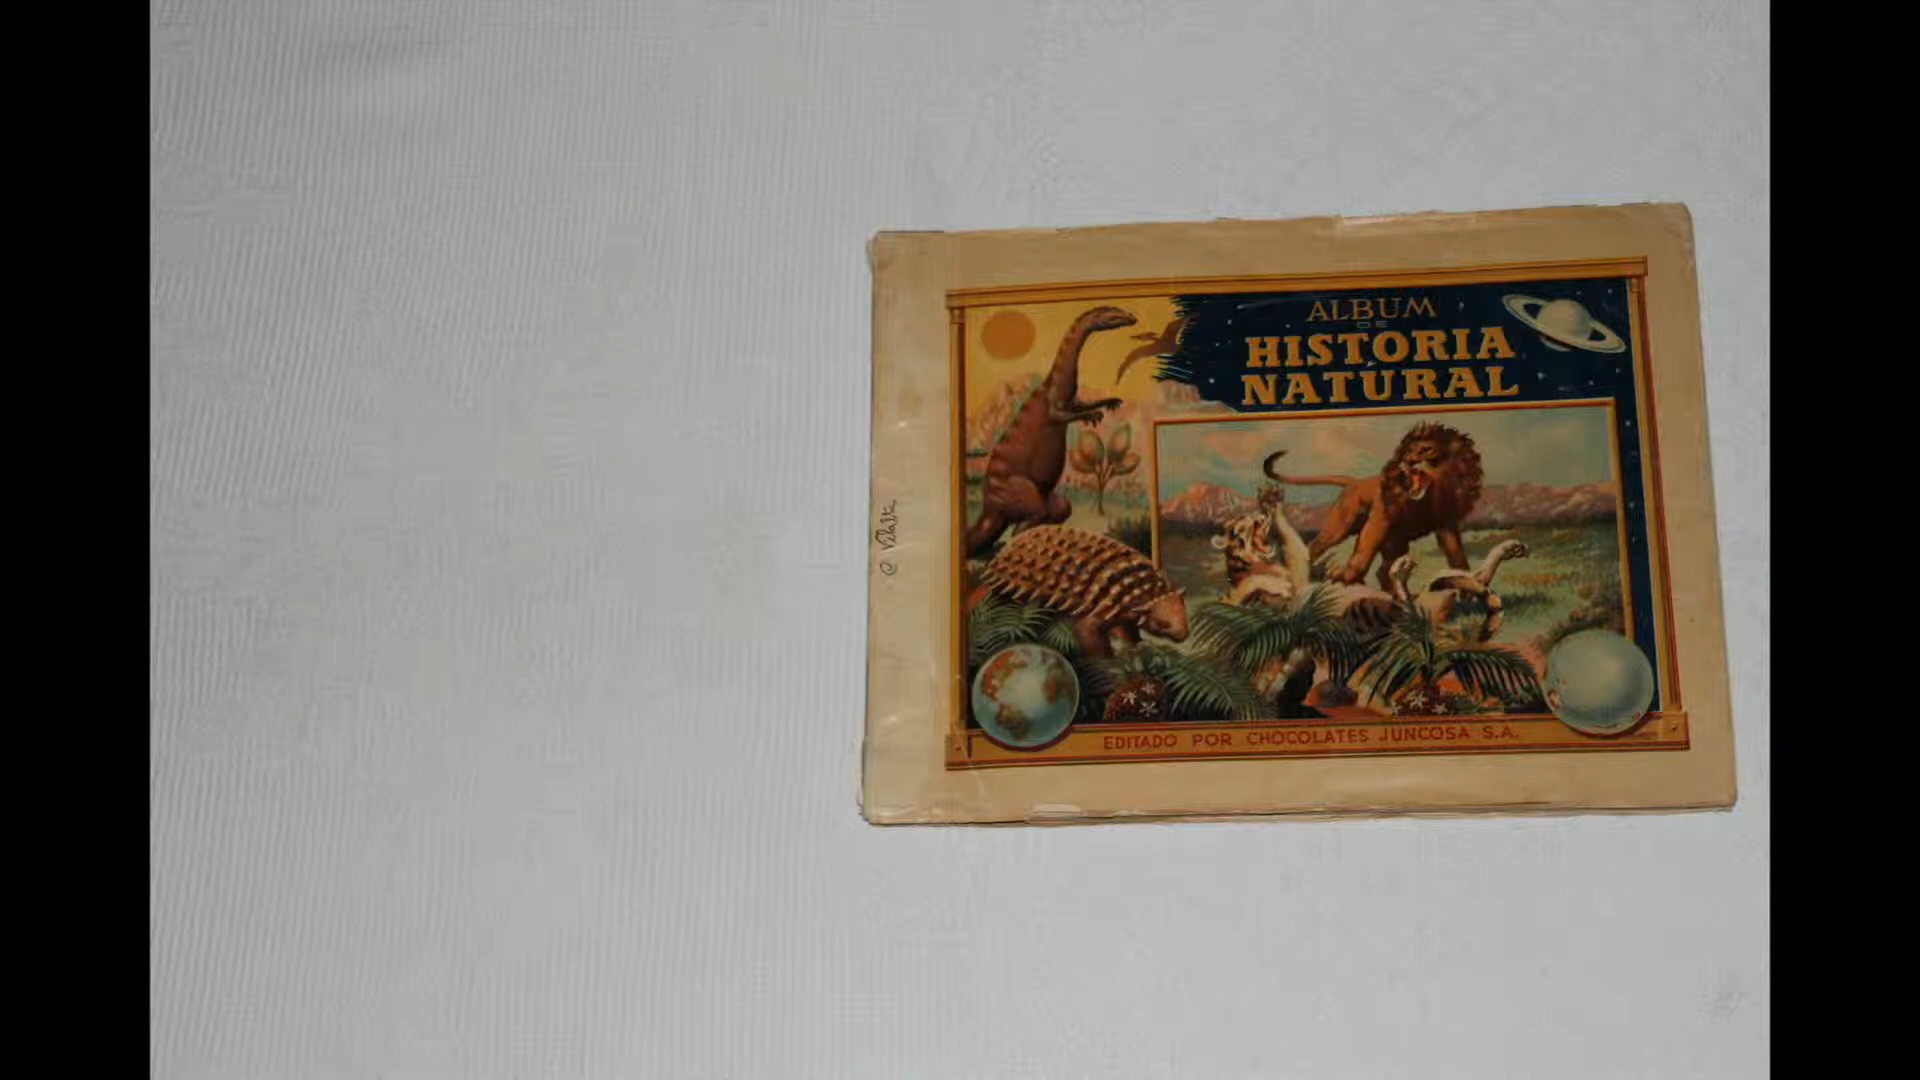 ALBUM
DE
HISTORIA
NATURAL
EDITADO POR CHOCOLATES JUNCOSA S.A.